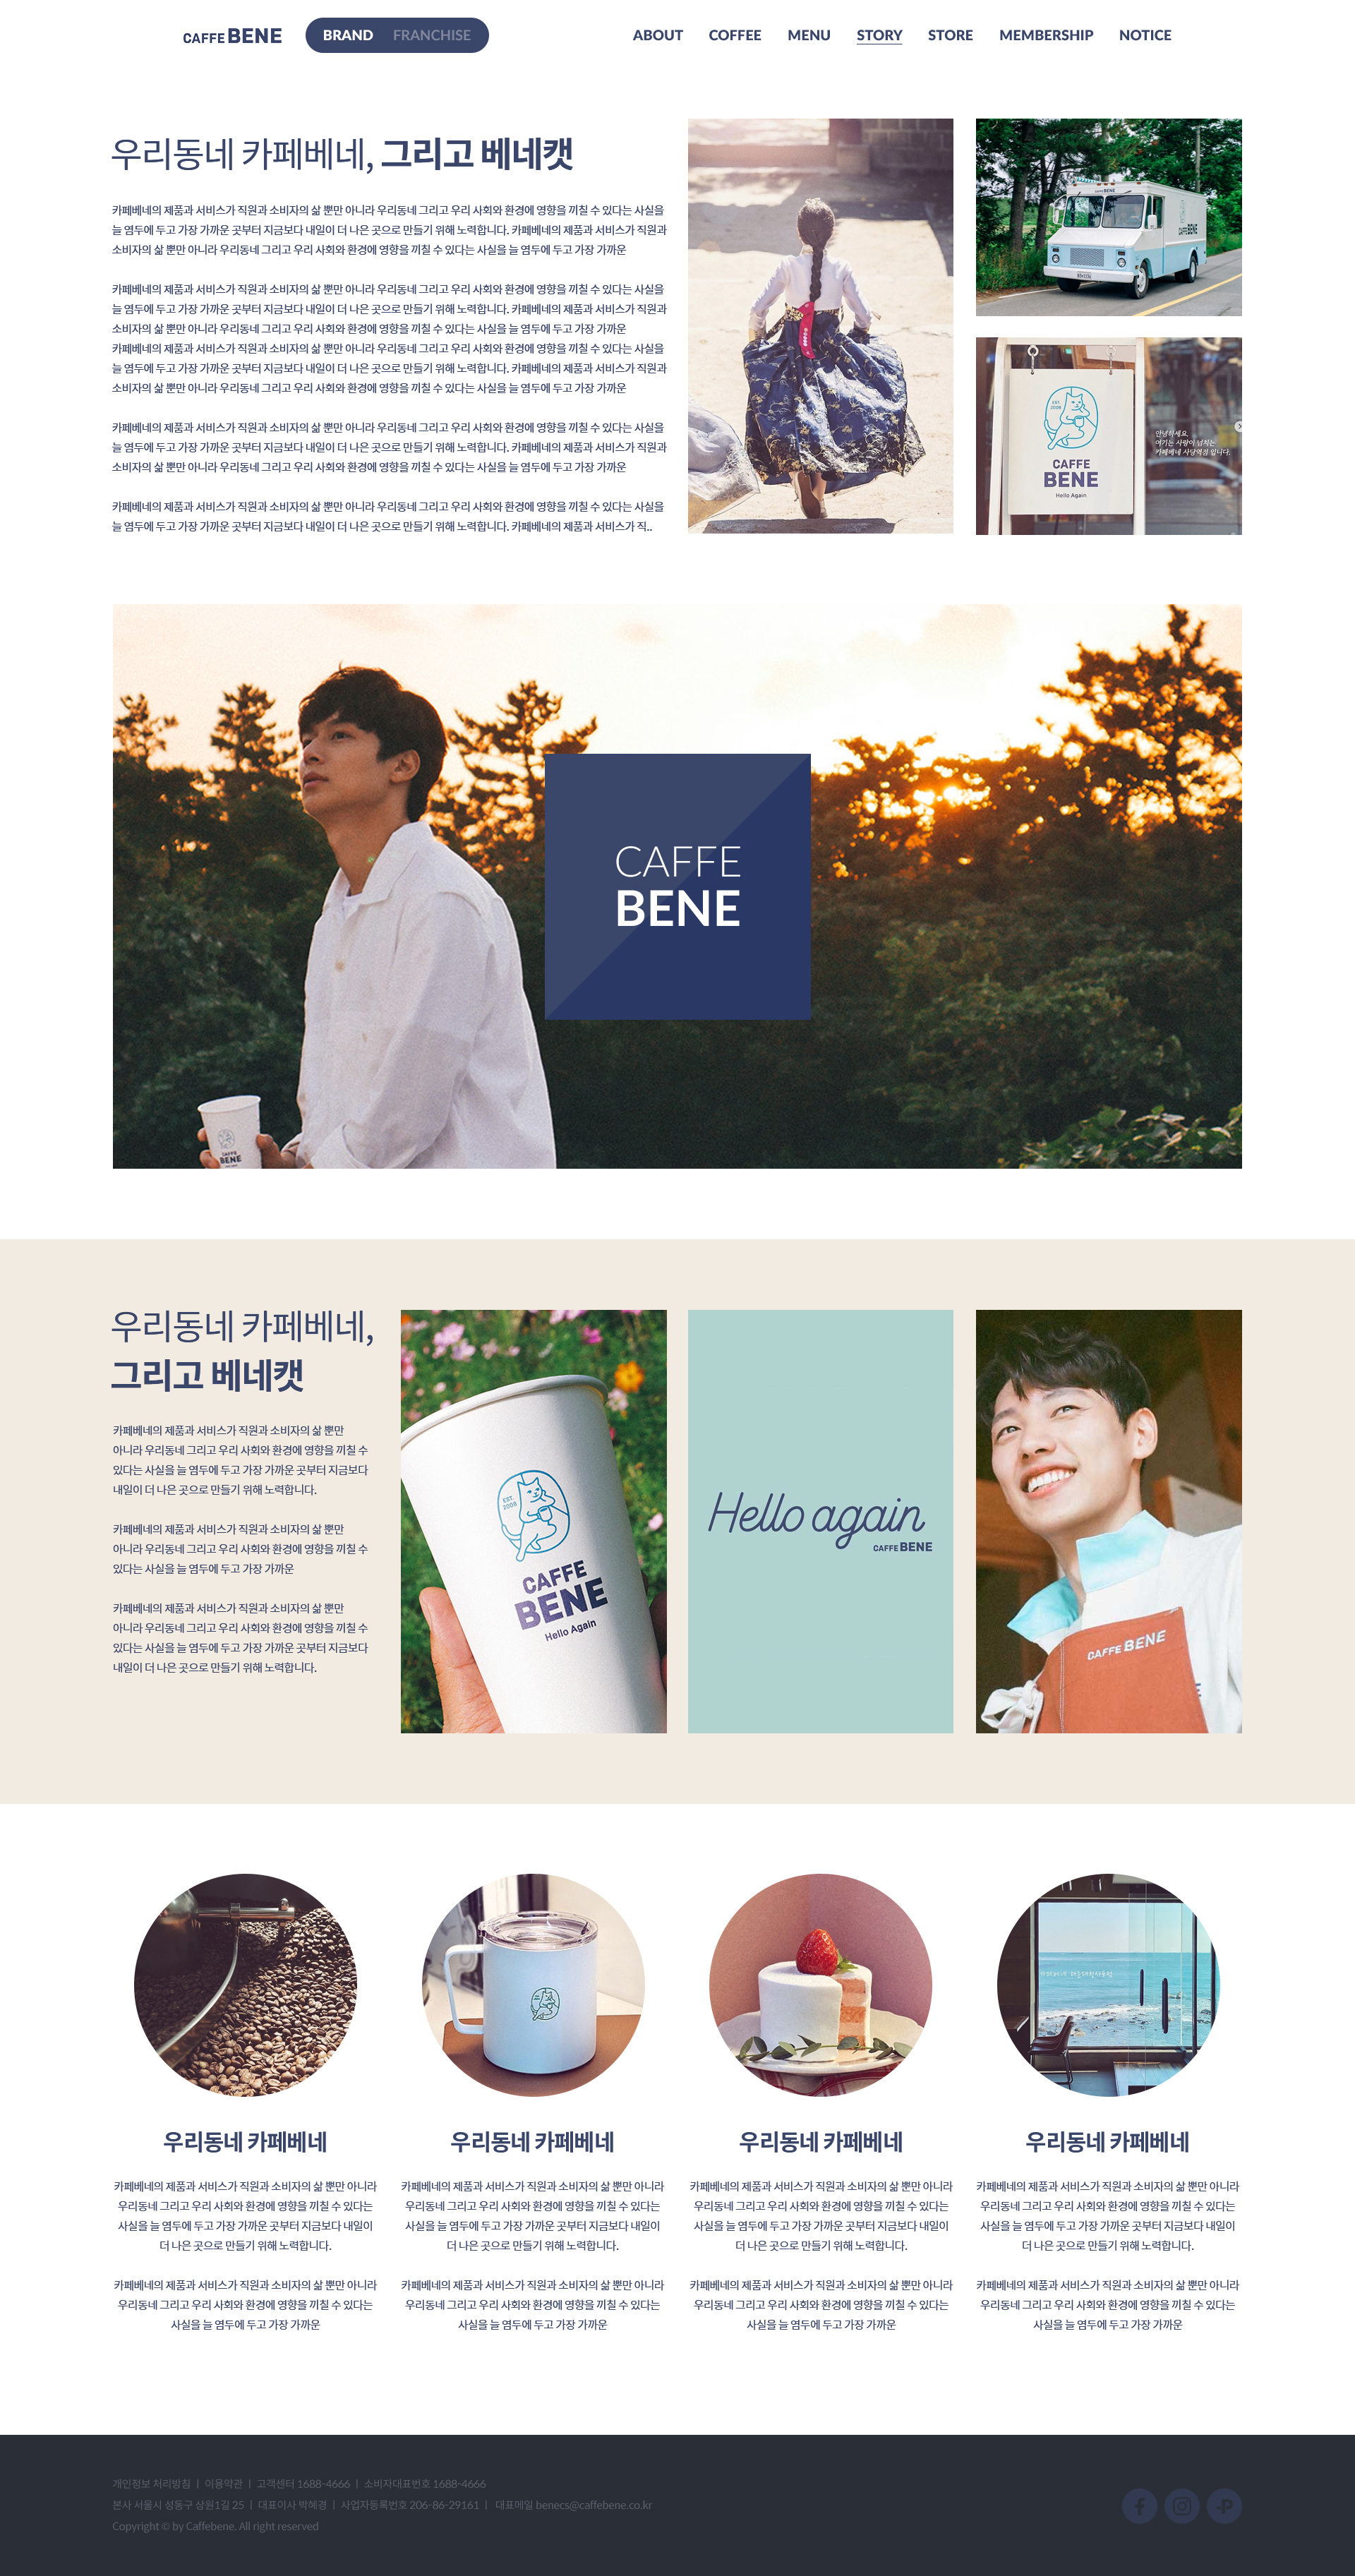 CAFFE BENE
BRAND FRANCHISE
ABOUT COFFEE MENU STORY STORE MEMBERSHIP NOTICE
우리동네 카페베네, 그리고 베네캣
카페베네의 제품과 서비스가 직원과 소비자의 삶 뿐만 아니라 우리동네 그리고 우리 사회와 환경에 영향을 끼칠 수 있다는 사실을
늘 염두에 두고 가장 가까운 곳부터 지금보다 내일이 더 나은 곳으로 만들기 위해 노력합니다. 카페베네의 제품과 서비스가 직원과
소비자의 삶 뿐만 아니라 우리동네 그리고 우리 사회와 환경에 영향을 끼칠 수 있다는 사실을 늘 염두에 두고 가장 가까운
카페베네의 제품과 서비스가 직원과 소비자의 삶 뿐만 아니라 우리동네 그리고 우리 사회와 환경에 영향을 끼칠 수 있다는 사실을
늘 염두에 두고 가장 가까운 곳부터 지금보다 내일이 더 나은 곳으로 만들기 위해 노력합니다. 카페베네의 제품과 서비스가 직원과
소비자의 삶 뿐만 아니라 우리동네 그리고 우리 사회와 환경에 영향을 끼칠 수 있다는 사실을 늘 염두에 두고 가장 가까운
카페베네의 제품과 서비스가 직원과 소비자의 삶 뿐만 아니라 우리동네 그리고 우리 사회와 환경에 영향을 끼칠 수 있다는 사실을
늘 염두에 두고 가장 가까운 곳부터 지금보다 내일이 더 나은 곳으로 만들기 위해 노력합니다. 카페베네의 제품과 서비스가 직원과
소비자의 삶 뿐만 아니라 우리동네 그리고 우리 사회와 환경에 영향을 끼칠 수 있다는 사실을 늘 염두에 두고 가장 가까운
카페베네의 제품과 서비스가 직원과 소비자의 삶 뿐만 아니라 우리동네 그리고 우리 사회와 환경에 영향을 끼칠 수 있다는 사실을
늘 염두에 두고 가장 가까운 곳부터 지금보다 내일이 더 나은 곳으로 만들기 위해 노력합니다. 카페베네의 제품과 서비스가 직원과
소비자의 삶 뿐만 아니라 우리동네 그리고 우리 사회와 환경에 영향을 끼칠 수 있다는 사실을 늘 염두에 두고 가장 가까운
카페베네의 제품과 서비스가 직원과 소비자의 삶 뿐만 아니라 우리동네 그리고 우리 사회와 환경에 영향을 끼칠 수 있다는 사실을
늘 염두에 두고 가장 가까운 곳부터 지금보다 내일이 더 나은 곳으로 만들기 위해 노력합니다. 카페베네의 제품과 서비스가 직..
CAFFE BENE
EST. 2008
CAFFE
BENE
Hello Again
안녕하세요.
여기는 사랑이 넘치는
카페베네 사당역점 입니다.
CAFFE
BENE
CAFFE
BENE
우리동네 카페베네,
그리고 베네캣
카페베네의 제품과 서비스가 직원과 소비자의 삶 뿐만
아니라 우리동네 그리고 우리 사회와 환경에 영향을 끼칠 수
있다는 사실을 늘 염두에 두고 가장 가까운 곳부터 지금보다
내일이 더 나은 곳으로 만들기 위해 노력합니다.
카페베네의 제품과 서비스가 직원과 소비자의 삶 뿐만
아니라 우리동네 그리고 우리 사회와 환경에 영향을 끼칠 수
있다는 사실을 늘 염두에 두고 가장 가까운
카페베네의 제품과 서비스가 직원과 소비자의 삶 뿐만
아니라 우리동네 그리고 우리 사회와 환경에 영향을 끼칠 수
있다는 사실을 늘 염두에 두고 가장 가까운 곳부터 지금보다
내일이 더 나은 곳으로 만들기 위해 노력합니다.
EST. 2008
CAFFE
BENE
Hello Again
Hello again
CAFFE BENE
CAFFE BENE
우리동네 카페베네
카페베네의 제품과 서비스가 직원과 소비자의 삶 뿐만 아니라
우리동네 그리고 우리 사회와 환경에 영향을 끼칠 수 있다는
사실을 늘 염두에 두고 가장 가까운 곳부터 지금보다 내일이
더 나은 곳으로 만들기 위해 노력합니다.
카페베네의 제품과 서비스가 직원과 소비자의 삶 뿐만 아니라
우리동네 그리고 우리 사회와 환경에 영향을 끼칠 수 있다는
사실을 늘 염두에 두고 가장 가까운
우리동네 카페베네
카페베네의 제품과 서비스가 직원과 소비자의 삶 뿐만 아니라
우리동네 그리고 우리 사회와 환경에 영향을 끼칠 수 있다는
사실을 늘 염두에 두고 가장 가까운 곳부터 지금보다 내일이
더 나은 곳으로 만들기 위해 노력합니다.
카페베네의 제품과 서비스가 직원과 소비자의 삶 뿐만 아니라
우리동네 그리고 우리 사회와 환경에 영향을 끼칠 수 있다는
사실을 늘 염두에 두고 가장 가까운
우리동네 카페베네
카페베네의 제품과 서비스가 직원과 소비자의 삶 뿐만 아니라
우리동네 그리고 우리 사회와 환경에 영향을 끼칠 수 있다는
사실을 늘 염두에 두고 가장 가까운 곳부터 지금보다 내일이
더 나은 곳으로 만들기 위해 노력합니다.
카페베네의 제품과 서비스가 직원과 소비자의 삶 뿐만 아니라
우리동네 그리고 우리 사회와 환경에 영향을 끼칠 수 있다는
사실을 늘 염두에 두고 가장 가까운
우리동네 카페베네
카페베네의 제품과 서비스가 직원과 소비자의 삶 뿐만 아니라
우리동네 그리고 우리 사회와 환경에 영향을 끼칠 수 있다는
사실을 늘 염두에 두고 가장 가까운 곳부터 지금보다 내일이
더 나은 곳으로 만들기 위해 노력합니다.
카페베네의 제품과 서비스가 직원과 소비자의 삶 뿐만 아니라
우리동네 그리고 우리 사회와 환경에 영향을 끼칠 수 있다는
사실을 늘 염두에 두고 가장 가까운
개인정보 처리방침 | 이용약관 | 고객센터 1688-4666 | 소비자대표번호 1688-4666
본사 서울시 성동구 상원1길 25 | 대표이사 박혜경 | 사업자등록번호 206-86-29161 | 대표메일 benecs@caffebene.co.kr
Copyright © by Caffebene. All right reserved